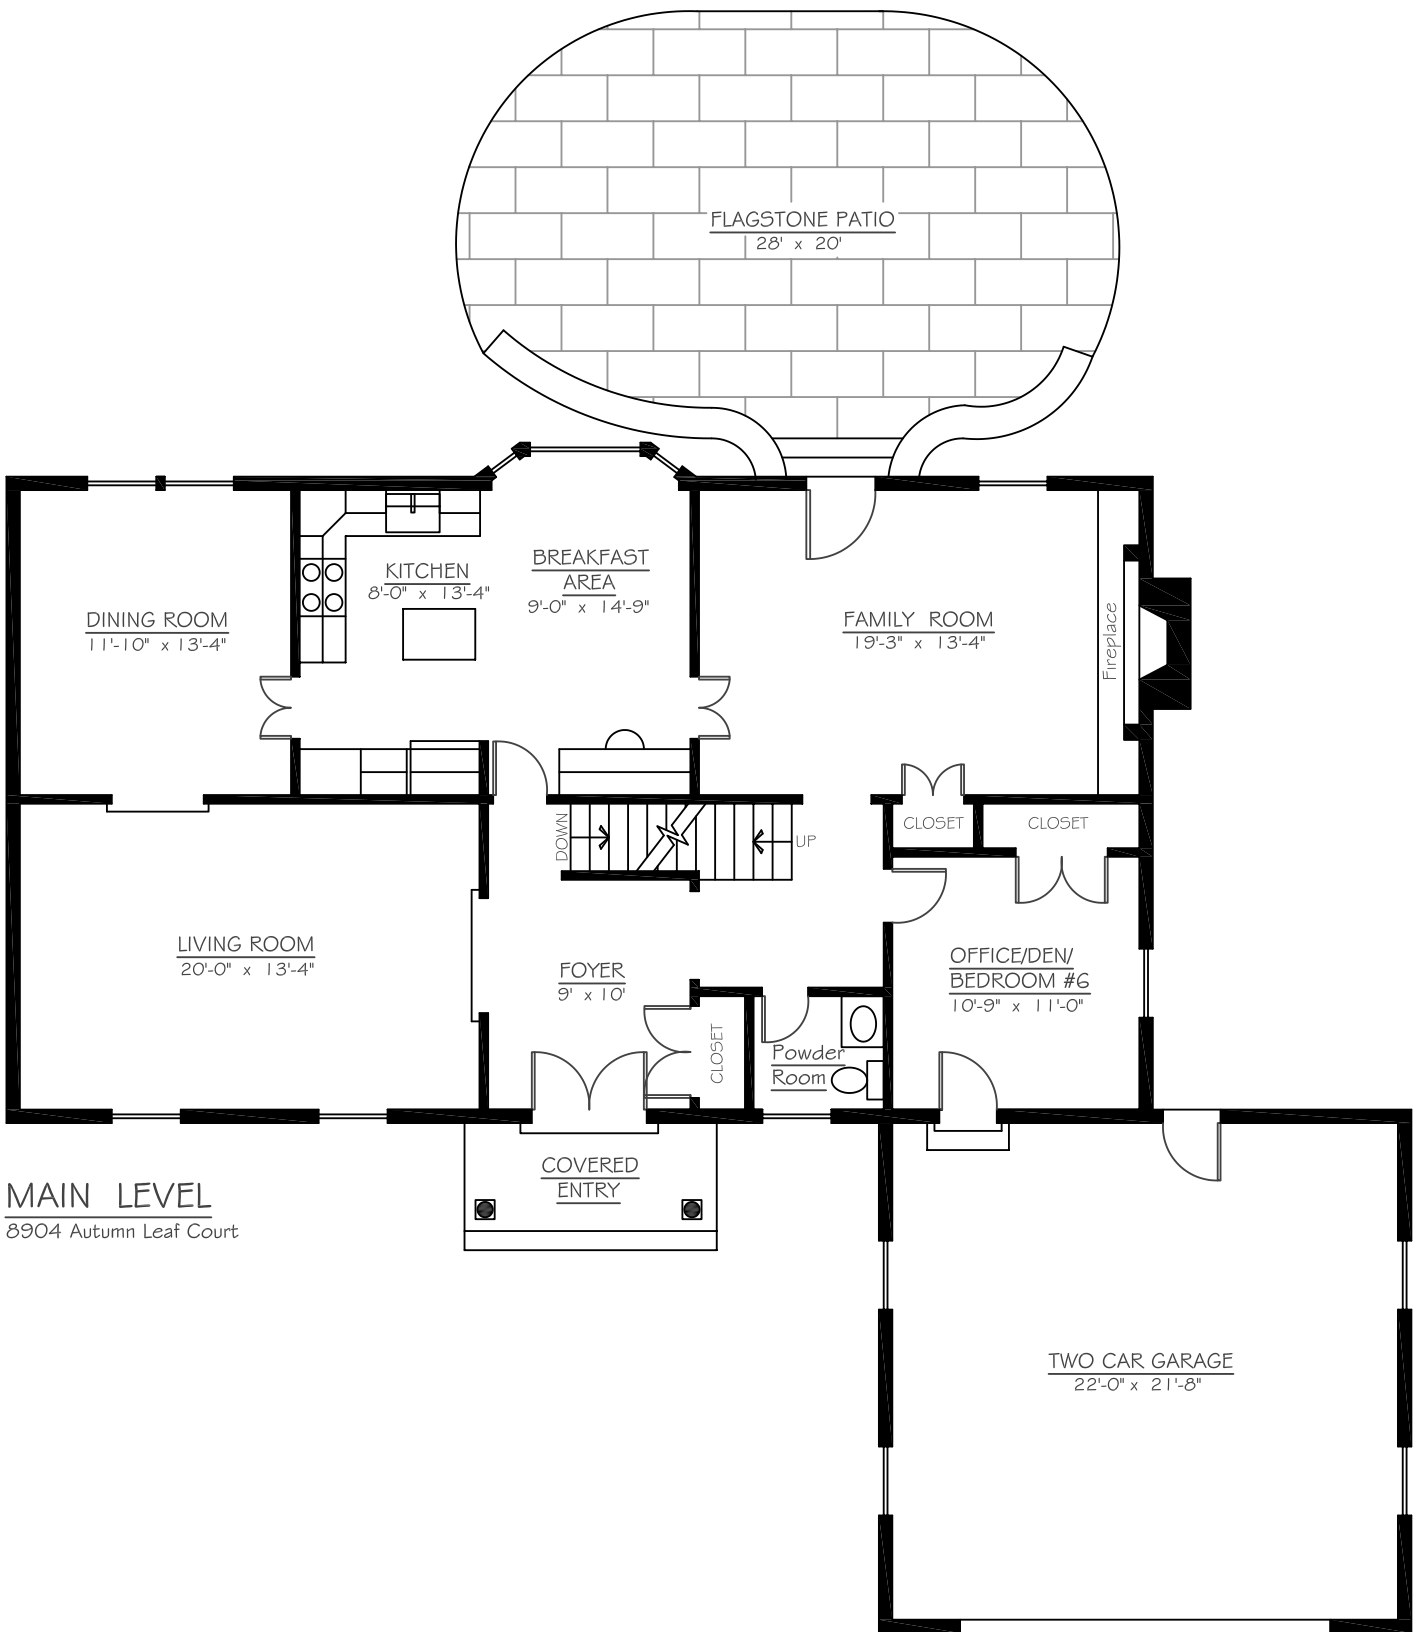 FLAGSTONE PATIO
28' x 20'
KITCHEN
8'-0" x 13'-4"
BREAKFAST
AREA
9'-0" x 14'-9"
DINING ROOM
11'-10" x 13'-4"
FAMILY ROOM
19'-3" x 13'-4"
Fireplace
DOWN
UP
CLOSET
CLOSET
LIVING ROOM
20'-0" x 13'-4"
FOYER
9' x 10'
OFFICE/DEN/
BEDROOM #6
10'-9" x 11'-0"
CLOSET
Powder
Room
COVERED
ENTRY
MAIN LEVEL
8904 Autumn Leaf Court
TWO CAR GARAGE
22'-0" x 21'-8"